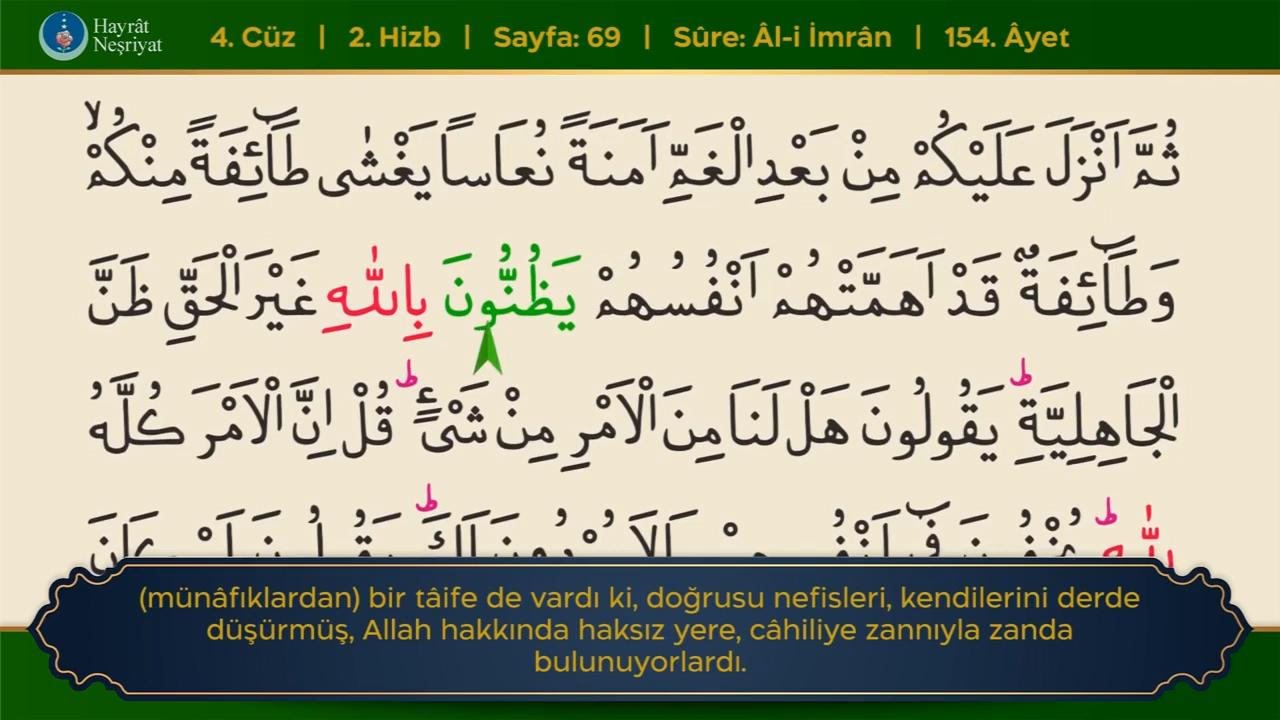 Hayrât
Neşriyat
4. Cüz | 2. Hizb | Sayfa: 69 | Sûre: Âl-i İmrân | 154. Âyet
ثُمَّ اَنْزَلَ عَلَيْكُمْ مِنْ بَعْدِ الْغَمِّ اَمَنَةً نُعَاساً يَغْشٰى طَٓائِفَةً مِنْكُمْۙ
وَطَٓائِفَةٌ قَدْ اَهَمَّتْهُمْ اَنْفُسُهُمْ يَظُنُّونَ بِاللّٰهِ غَيْرَ الْحَقِّ ظَنَّ
الْجَاهِلِيَّةِۜ يَقُولُونَ هَلْ لَنَا مِنَ الْاَمْرِ مِنْ شَيْءٍۜ قُلْ اِنَّ الْاَمْرَ كُلَّهُ
(münâfıklardan) bir tâife de vardı ki, doğrusu nefisleri, kendilerini derde
düşürmüş, Allah hakkında haksız yere, câhiliye zannıyla zanda
bulunuyorlardı.